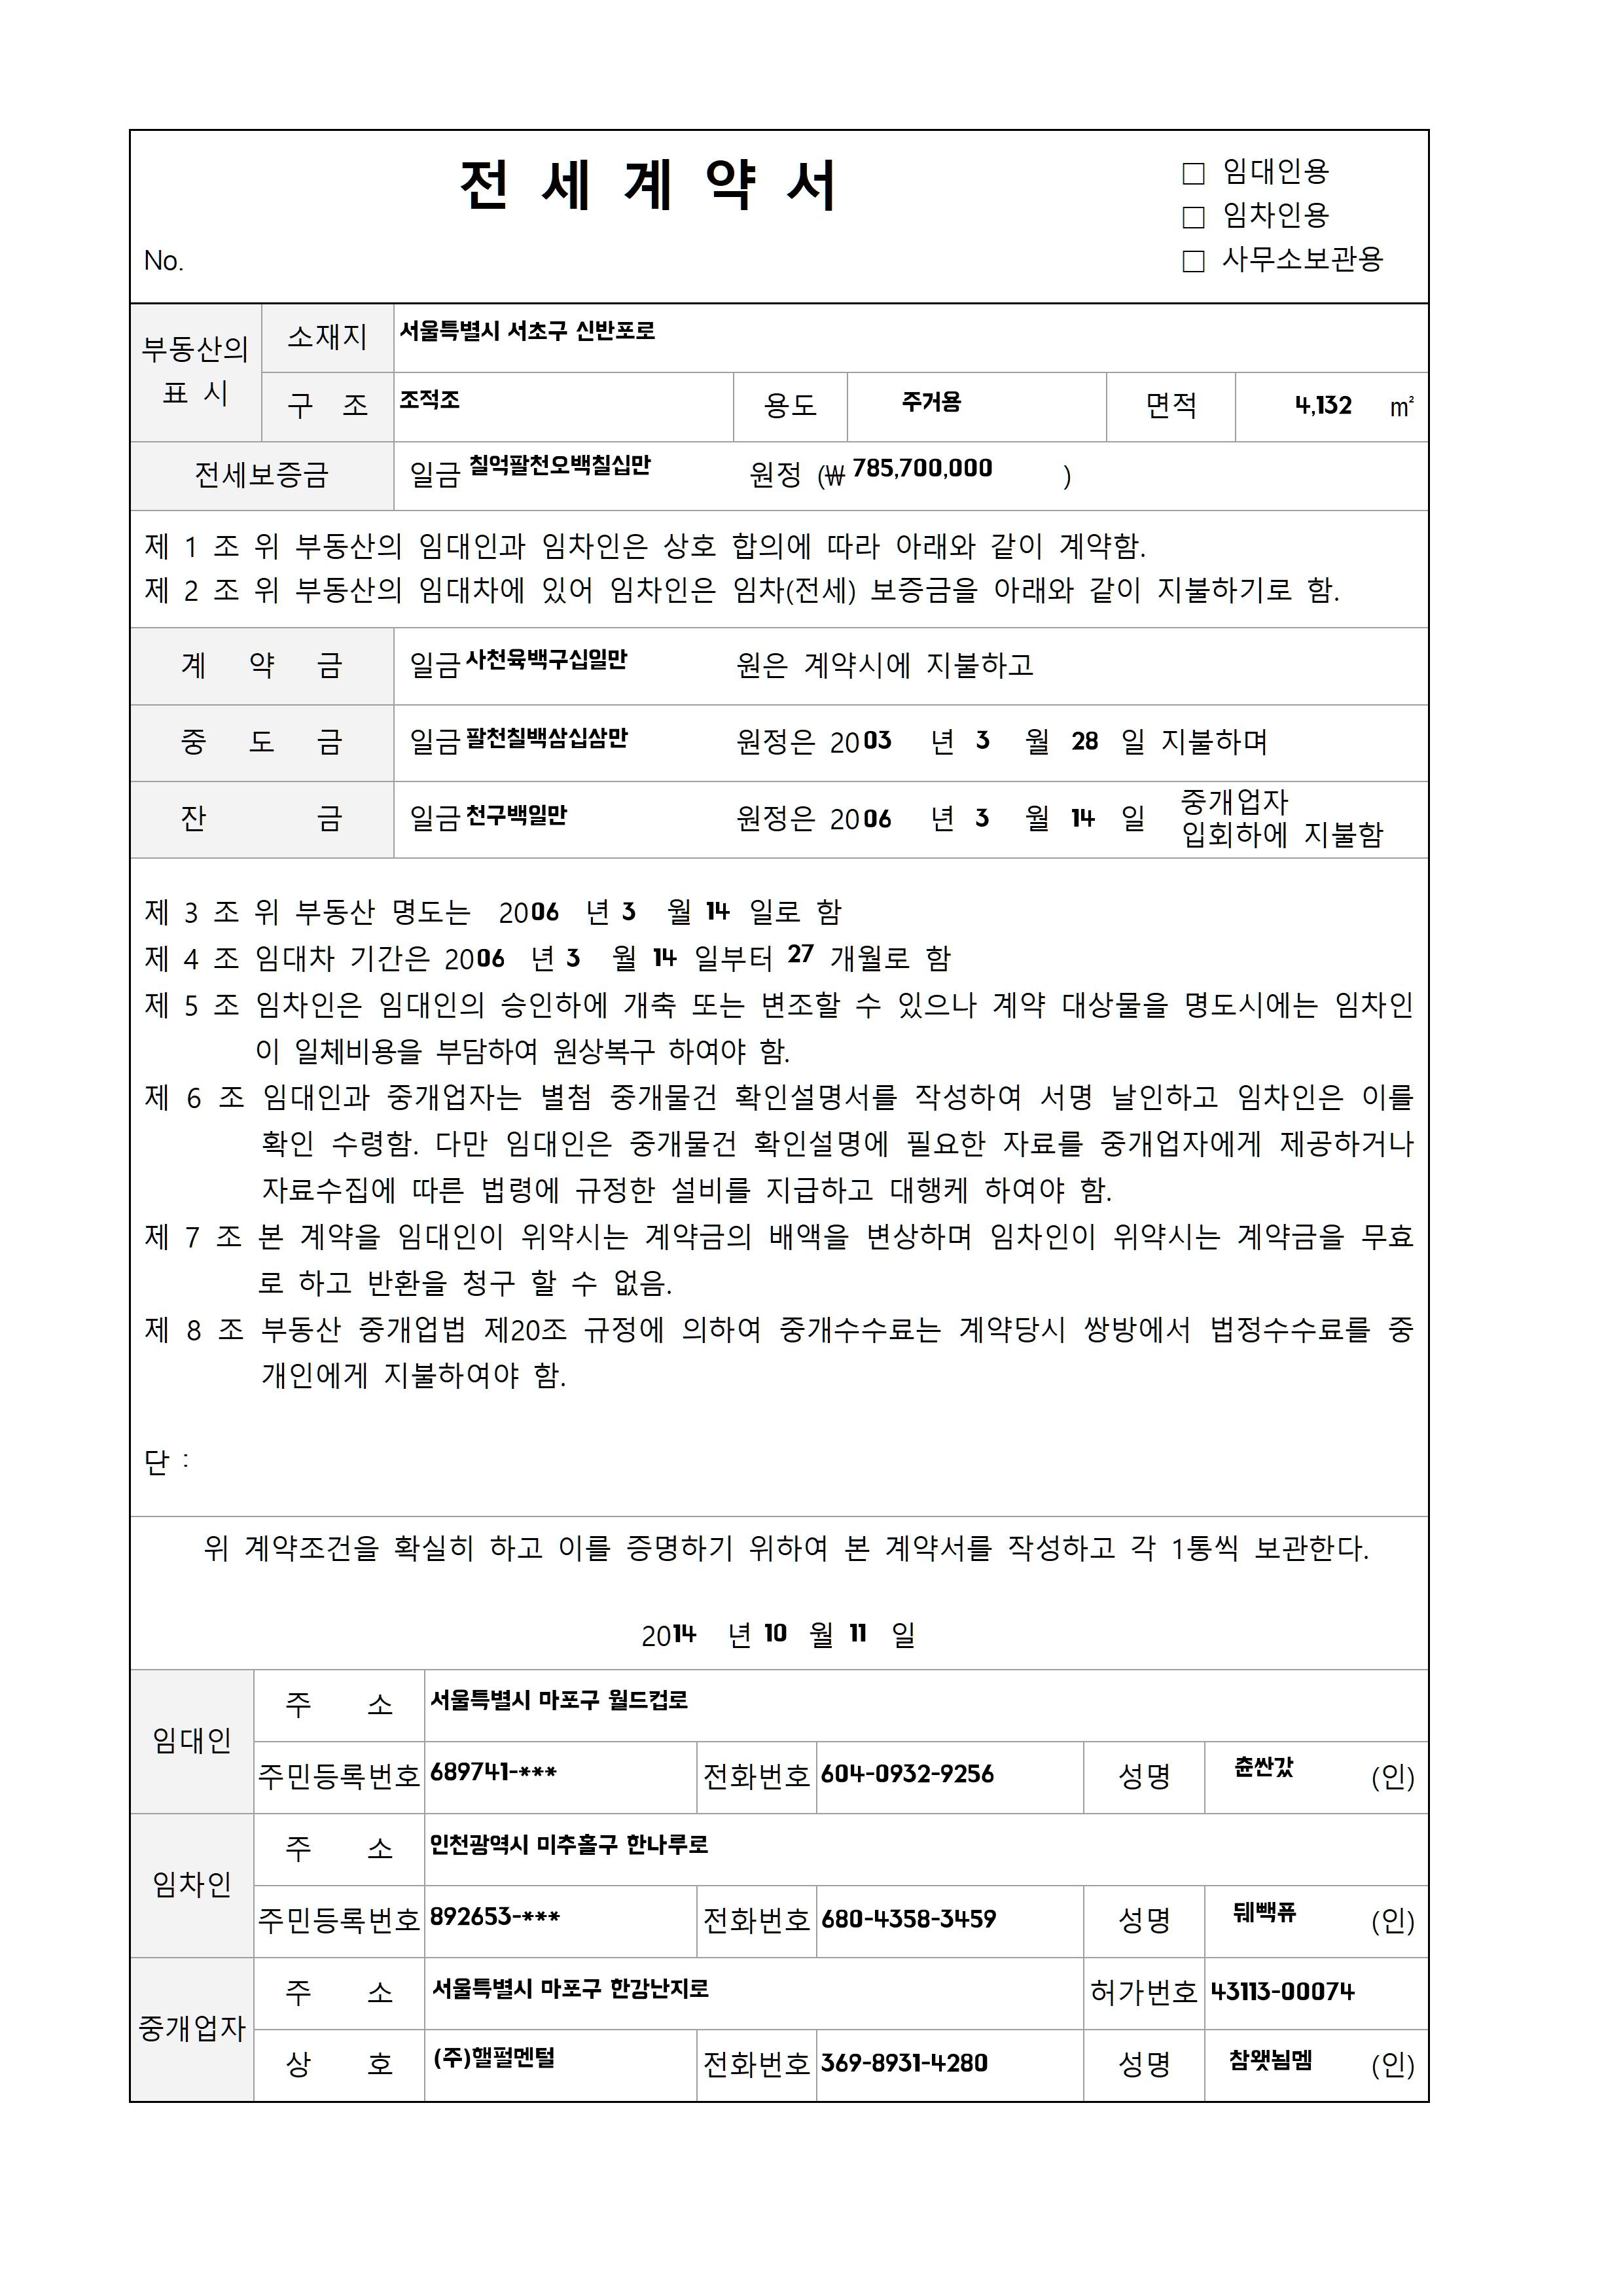 전 세 계 약 서
□ 임대인용
□ 임차인용
□ 사무소보관용
No.
부동산의 표 시
소재지 서울특별시 서초구 신반포로
구 조 조적조 용도 주거용 면적 4,132 ㎡
전세보증금 일금 칠억팔천오백칠십만 원정 (₩ 785,700,000 )
제 1 조 위 부동산의 임대인과 임차인은 상호 합의에 따라 아래와 같이 계약함.
제 2 조 위 부동산의 임대차에 있어 임차인은 임차(전세) 보증금을 아래와 같이 지불하기로 함.
계 약 금 일금 사천육백구십일만 원은 계약시에 지불하고
중 도 금 일금 팔천칠백삼십삼만 원정은 2003 년 3 월 28 일 지불하며
잔 금 일금 천구백일만 원정은 2006 년 3 월 14 일 중개업자
입회하에 지불함
제 3 조 위 부동산 명도는 2006 년 3 월 14 일로 함
제 4 조 임대차 기간은 2006 년 3 월 14 일부터 27 개월로 함
제 5 조 임차인은 임대인의 승인하에 개축 또는 변조할 수 있으나 계약 대상물을 명도시에는 임차인
이 일체비용을 부담하여 원상복구 하여야 함.
제 6 조 임대인과 중개업자는 별첨 중개물건 확인설명서를 작성하여 서명 날인하고 임차인은 이를
확인 수령함. 다만 임대인은 중개물건 확인설명에 필요한 자료를 중개업자에게 제공하거나
자료수집에 따른 법령에 규정한 설비를 지급하고 대행케 하여야 함.
제 7 조 본 계약을 임대인이 위약시는 계약금의 배액을 변상하며 임차인이 위약시는 계약금을 무효
로 하고 반환을 청구 할 수 없음.
제 8 조 부동산 중개업법 제20조 규정에 의하여 중개수수료는 계약당시 쌍방에서 법정수수료를 중
개인에게 지불하여야 함.
단 :
위 계약조건을 확실히 하고 이를 증명하기 위하여 본 계약서를 작성하고 각 1통씩 보관한다.
2014 년 10 월 11 일
임대인
주 소 서울특별시 마포구 월드컵로
주민등록번호 689741-*** 전화번호 604-0932-9256 성명 츈싼갔 (인)
임차인
주 소 인천광역시 미추홀구 한나루로
주민등록번호 892653-*** 전화번호 680-4358-3459 성명 뒈빽퓨 (인)
중개업자
주 소 서울특별시 마포구 한강난지로 허가번호 43113-00074
상 호 (주)핼펄멘털 전화번호 369-8931-4280 성명 참왯뇜멤 (인)